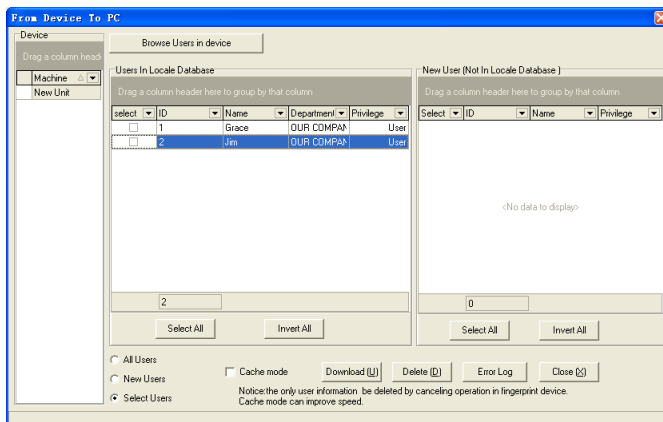 From Device To PC
Device
Drag a column head
Machine
New Unit
Browse Users in device
Users In Locale Database
Drag a column header here to group by that column
select ID Name Department Privilege
1 Grace OUR COMPAN User
2 Jim OUR COMPAN User
2
Select All Invert All
New User (Not In Locale Database )
Drag a column header here to group by that column
Select ID Name Privilege
<No data to display>
0
Select All Invert All
All Users
New Users
Select Users
Cache mode Download (U) Delete (D) Error Log Close (X)
Notice:the only user information be deleted by canceling operation in fingerprint device.
Cache mode can improve speed.